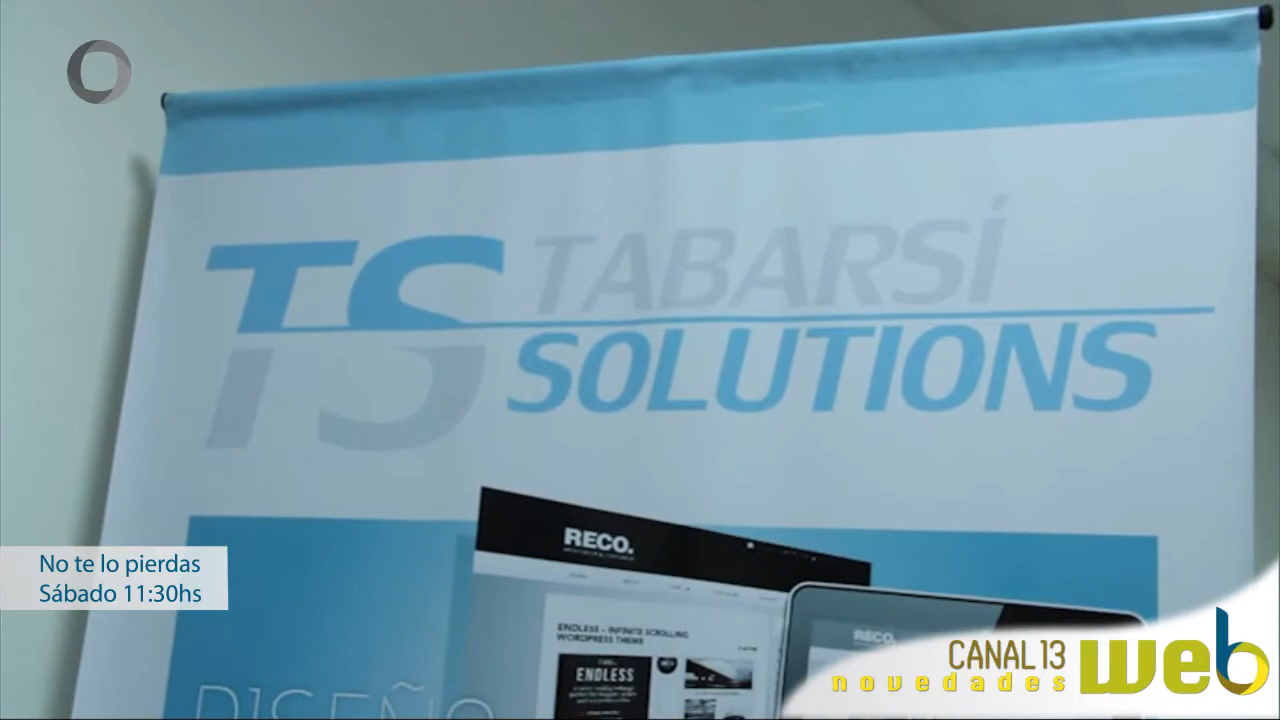 TS TABARSÍ
SOLUTIONS
RECO.
ENDLESS - INFINITE SCROLLING
WORDPRESS THEME
ENDLESS
RECO.
DISEÑO
No te lo pierdas
Sábado 11:30hs
CANAL 13
novedades
web